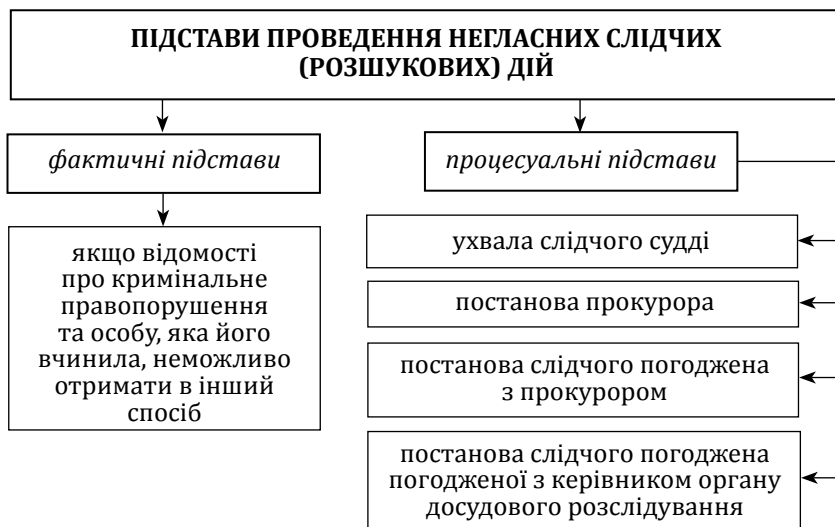 ПІДСТАВИ ПРОВЕДЕННЯ НЕГЛАСНИХ СЛІДЧИХ
(РОЗШУКОВИХ) ДІЙ
фактичні підстави
процесуальні підстави
якщо відомості
про кримінальне
правопорушення
та особу, яка його
вчинила, неможливо
отримати в інший
спосіб
ухвала слідчого судді
постанова прокурора
постанова слідчого погоджена
з прокурором
постанова слідчого погоджена
погодженої з керівником органу
досудового розслідування